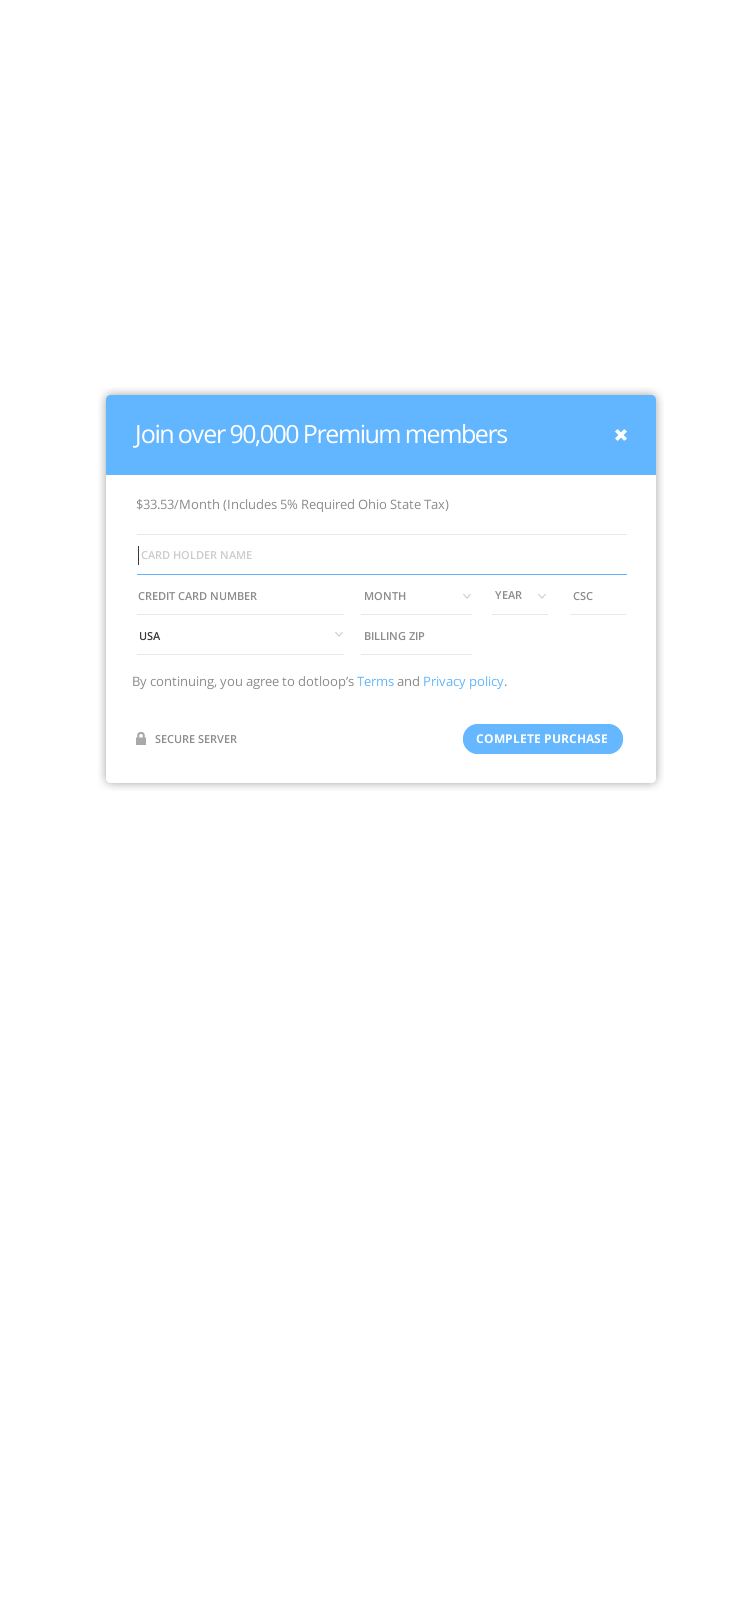 Join over 90,000 Premium members
$33.53/Month (Includes 5% Required Ohio State Tax)
CARD HOLDER NAME
CREDIT CARD NUMBER MONTH YEAR CSC
USA BILLING ZIP
By continuing, you agree to dotloop’s Terms and Privacy policy.
SECURE SERVER COMPLETE PURCHASE